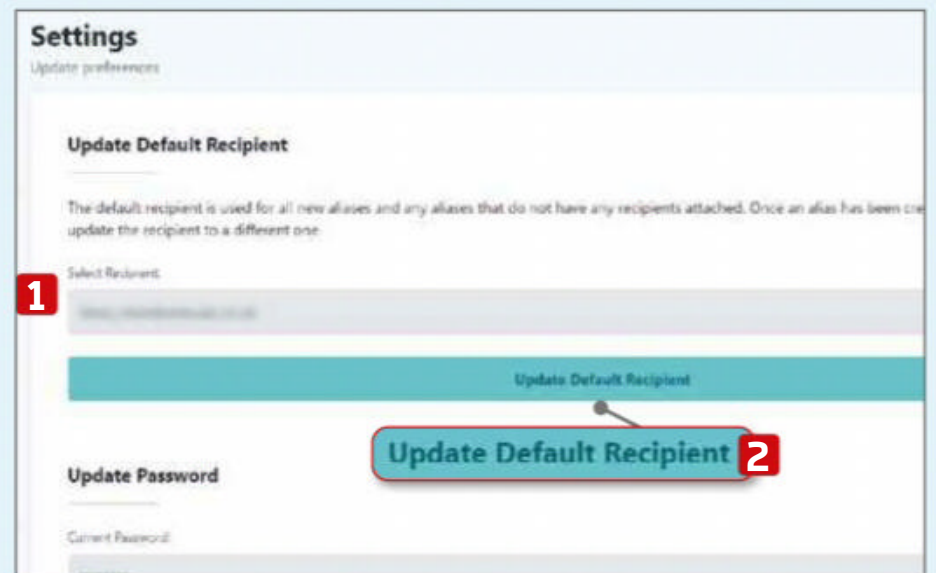 Settings
Update preferences
Update Default Recipient
The default recipient is used for all new aliases and any aliases that do not have any recipients attached. Once an alias has been cre
update the recipient to a different one
Select Recipient:
1
Update Default Recipient
Update Default Recipient 2
Update Password
Current Password: